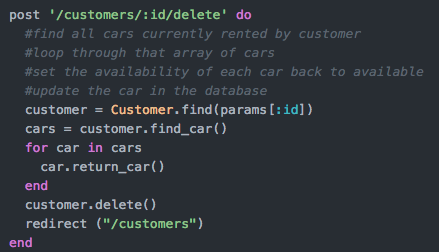 post '/customers/:id/delete' do
  #find all cars currently rented by customer
  #loop through that array of cars
  #set the availability of each car back to available
  #update the car in the database
  customer = Customer.find(params[:id])
  cars = customer.find_car()
  for car in cars
    car.return_car()
  end
  customer.delete()
  redirect ("/customers")
end